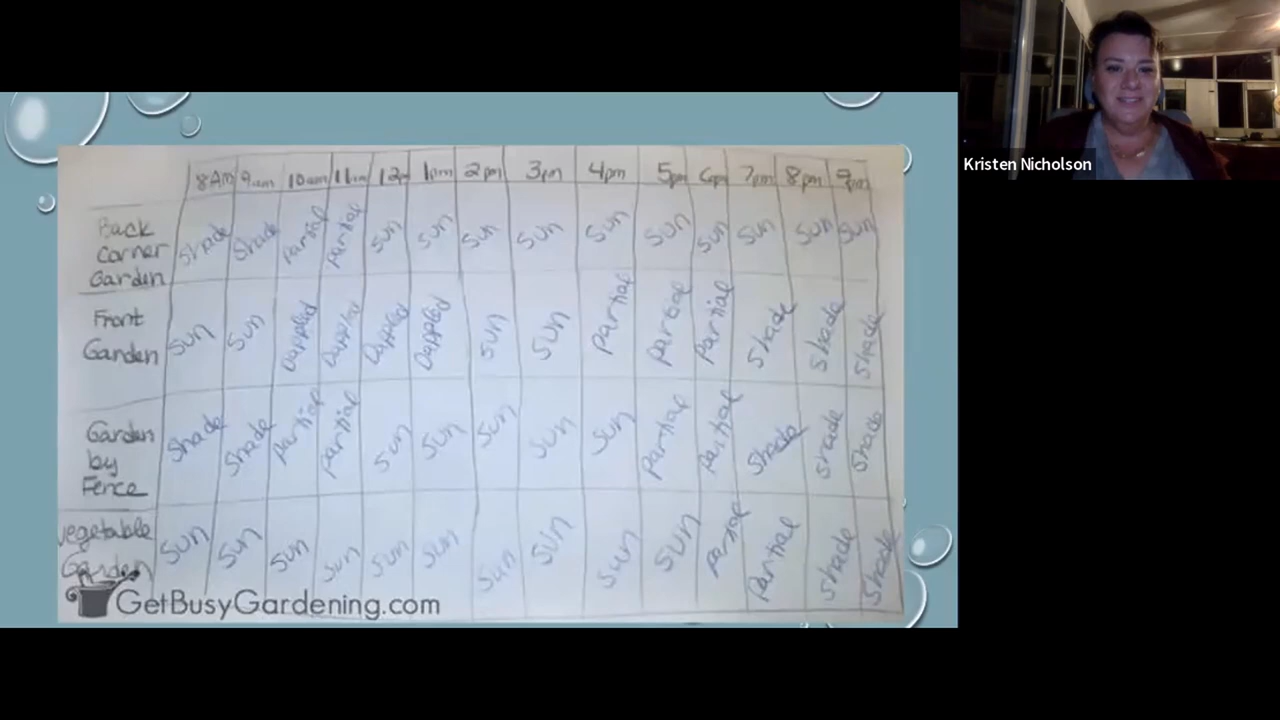 Kristen Nicholson
8AM 9am 10am 11am 12pm 1pm 2pm 3pm 4pm 5pm 6pm 7pm 8pm 9pm
Back Corner Garden Shade Shade Partial Partial Sun Sun Sun Sun Sun Sun Sun Sun Sun Sun
Front Garden Sun Sun Dappled Dappled Dappled Dappled Sun Sun Partial Partial Partial Shade Shade Shade
Garden by Fence Shade Shade Partial Partial Sun Sun Sun Sun Sun Partial Partial Shade Shade Shade
Vegetable Garden Sun Sun Sun Sun Sun Sun Sun Sun Sun Sun Partial Partial Shade Shade
GetBusyGardening.com